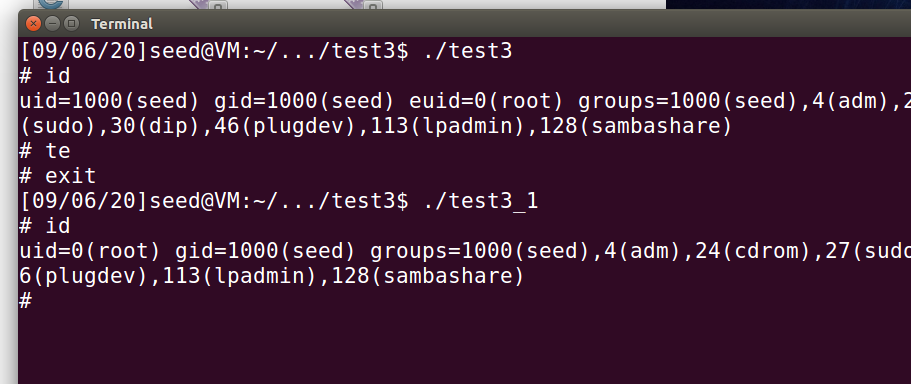 Terminal
[09/06/20]seed@VM:~/.../test3$ ./test3
# id
uid=1000(seed) gid=1000(seed) euid=0(root) groups=1000(seed),4(adm),2
(sudo),30(dip),46(plugdev),113(lpadmin),128(sambashare)
# te
# exit
[09/06/20]seed@VM:~/.../test3$ ./test3_1
# id
uid=0(root) gid=1000(seed) groups=1000(seed),4(adm),24(cdrom),27(sudo
6(plugdev),113(lpadmin),128(sambashare)
#